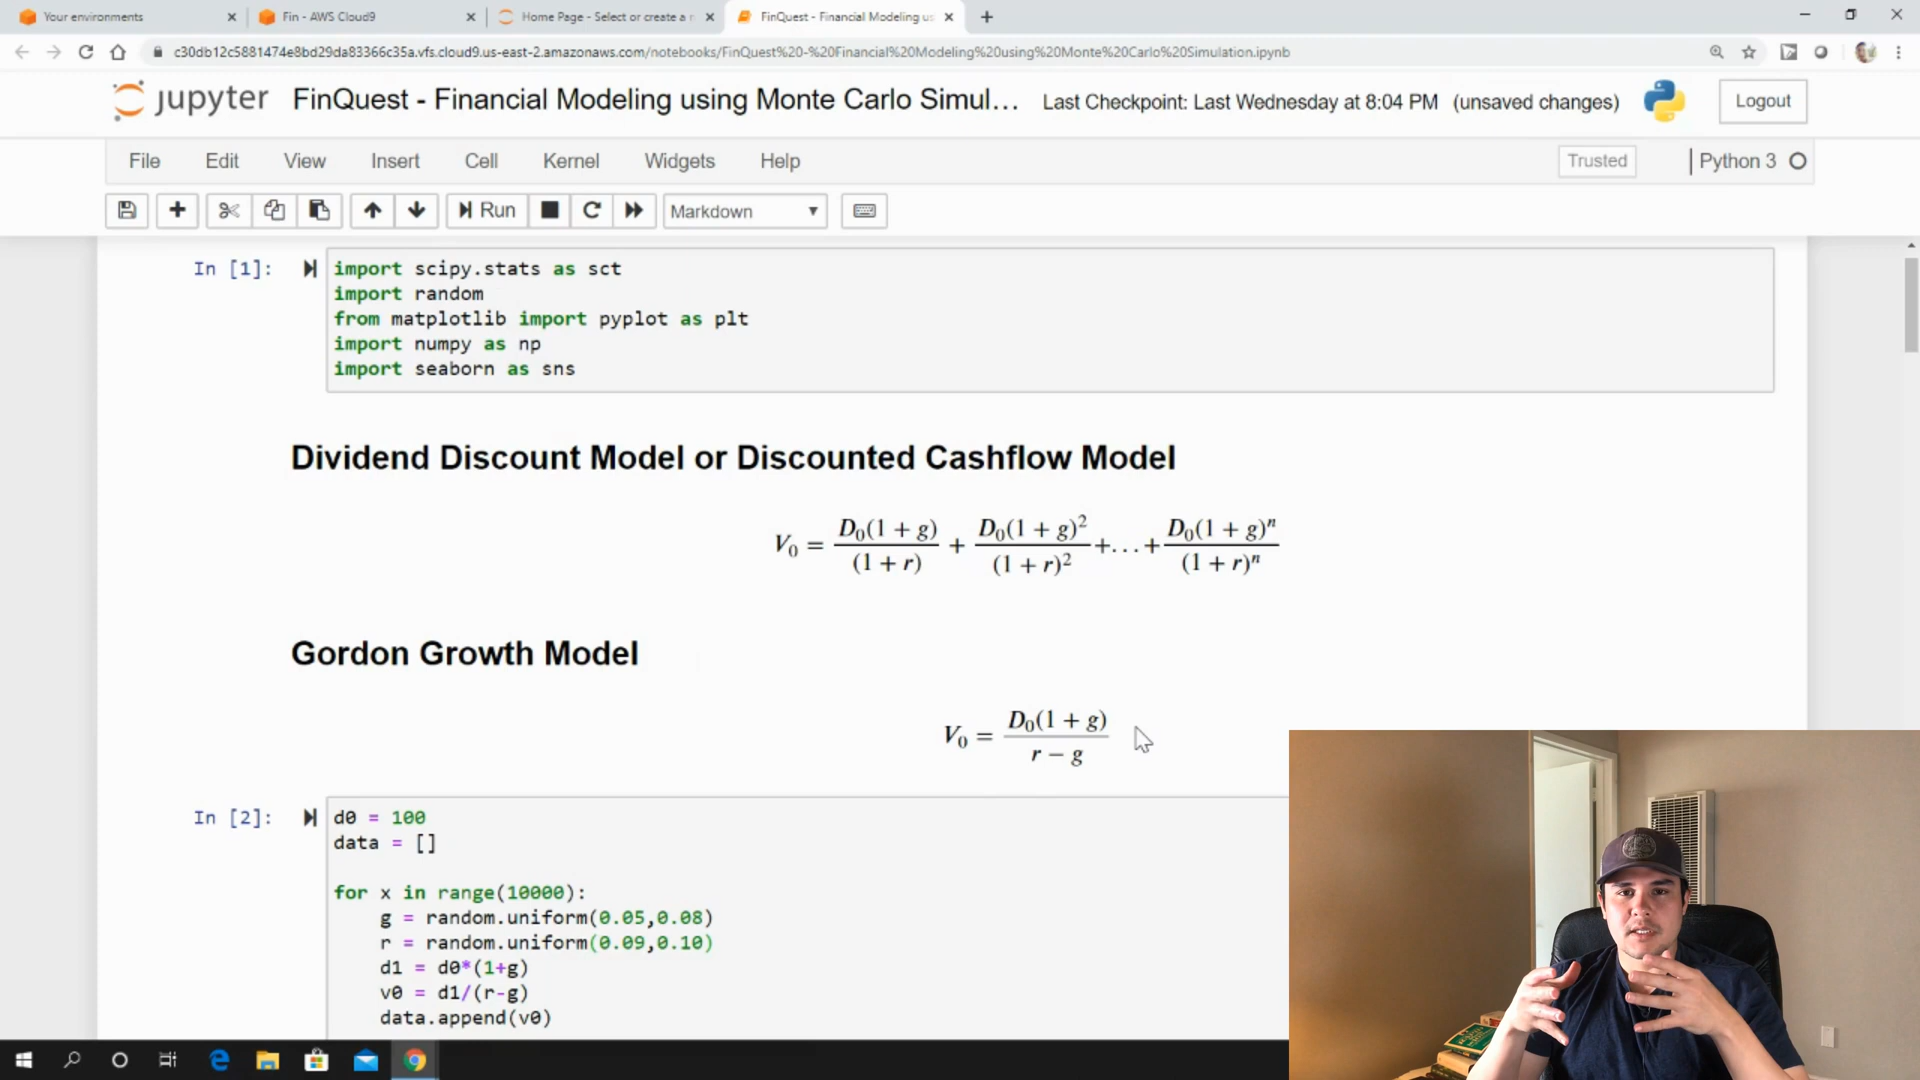 Your environments
Fin - AWS Cloud9
Home Page - Select or create a n
FinQuest - Financial Modeling us
c30db12c5881474e8bd29da83366c35a.vfs.cloud9.us-east-2.amazonaws.com/notebooks/FinQuest%20-%20Financial%20Modeling%20using%20Monte%20Carlo%20Simulation.ipynb
jupyter FinQuest - Financial Modeling using Monte Carlo Simul... Last Checkpoint: Last Wednesday at 8:04 PM (unsaved changes) Logout
File Edit View Insert Cell Kernel Widgets Help Trusted Python 3
Run Markdown
In [1]: import scipy.stats as sct
import random
from matplotlib import pyplot as plt
import numpy as np
import seaborn as sns
Dividend Discount Model or Discounted Cashflow Model
V₀ = D₀(1 + g)/(1 + r) + D₀(1 + g)²/(1 + r)² +...+ D₀(1 + g)ⁿ/(1 + r)ⁿ
Gordon Growth Model
V₀ = D₀(1 + g)/r − g
In [2]: d0 = 100
data = []
for x in range(10000):
g = random.uniform(0.05,0.08)
r = random.uniform(0.09,0.10)
d1 = d0*(1+g)
v0 = d1/(r-g)
data.append(v0)